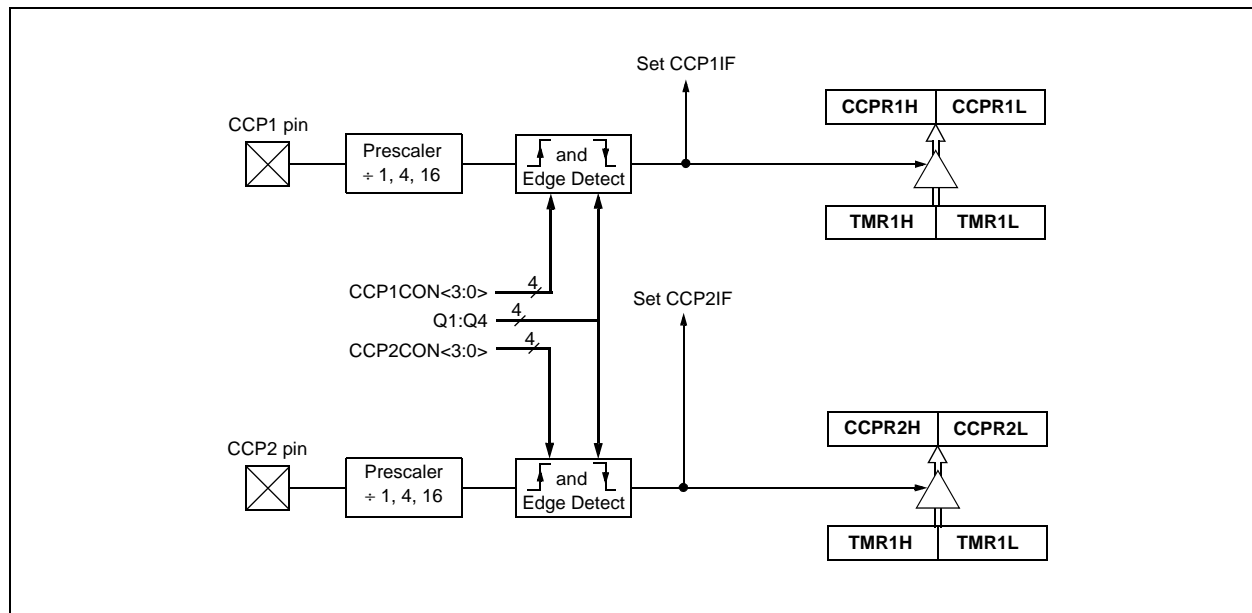 Set CCP1IF
CCPR1H CCPR1L
CCP1 pin
Prescaler
÷ 1, 4, 16
and
Edge Detect
TMR1H TMR1L
CCP1CON<3:0> 4
Q1:Q4 4
CCP2CON<3:0> 4
Set CCP2IF
CCPR2H CCPR2L
CCP2 pin
Prescaler
÷ 1, 4, 16
and
Edge Detect
TMR1H TMR1L